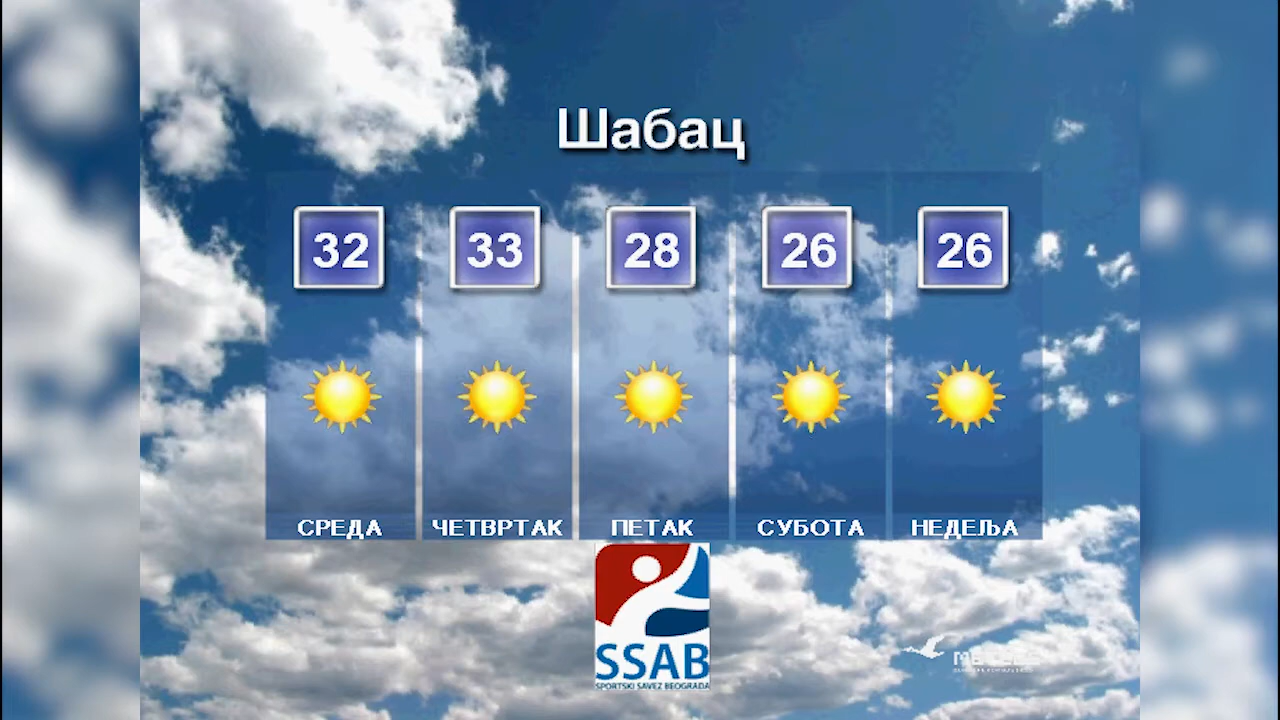 Шабац
32 33 28 26 26
СРЕДА ЧЕТВРТАК ПЕТАК СУБОТА НЕДЕЉА
SSAB
SPORTSKI SAVEZ BEOGRADA